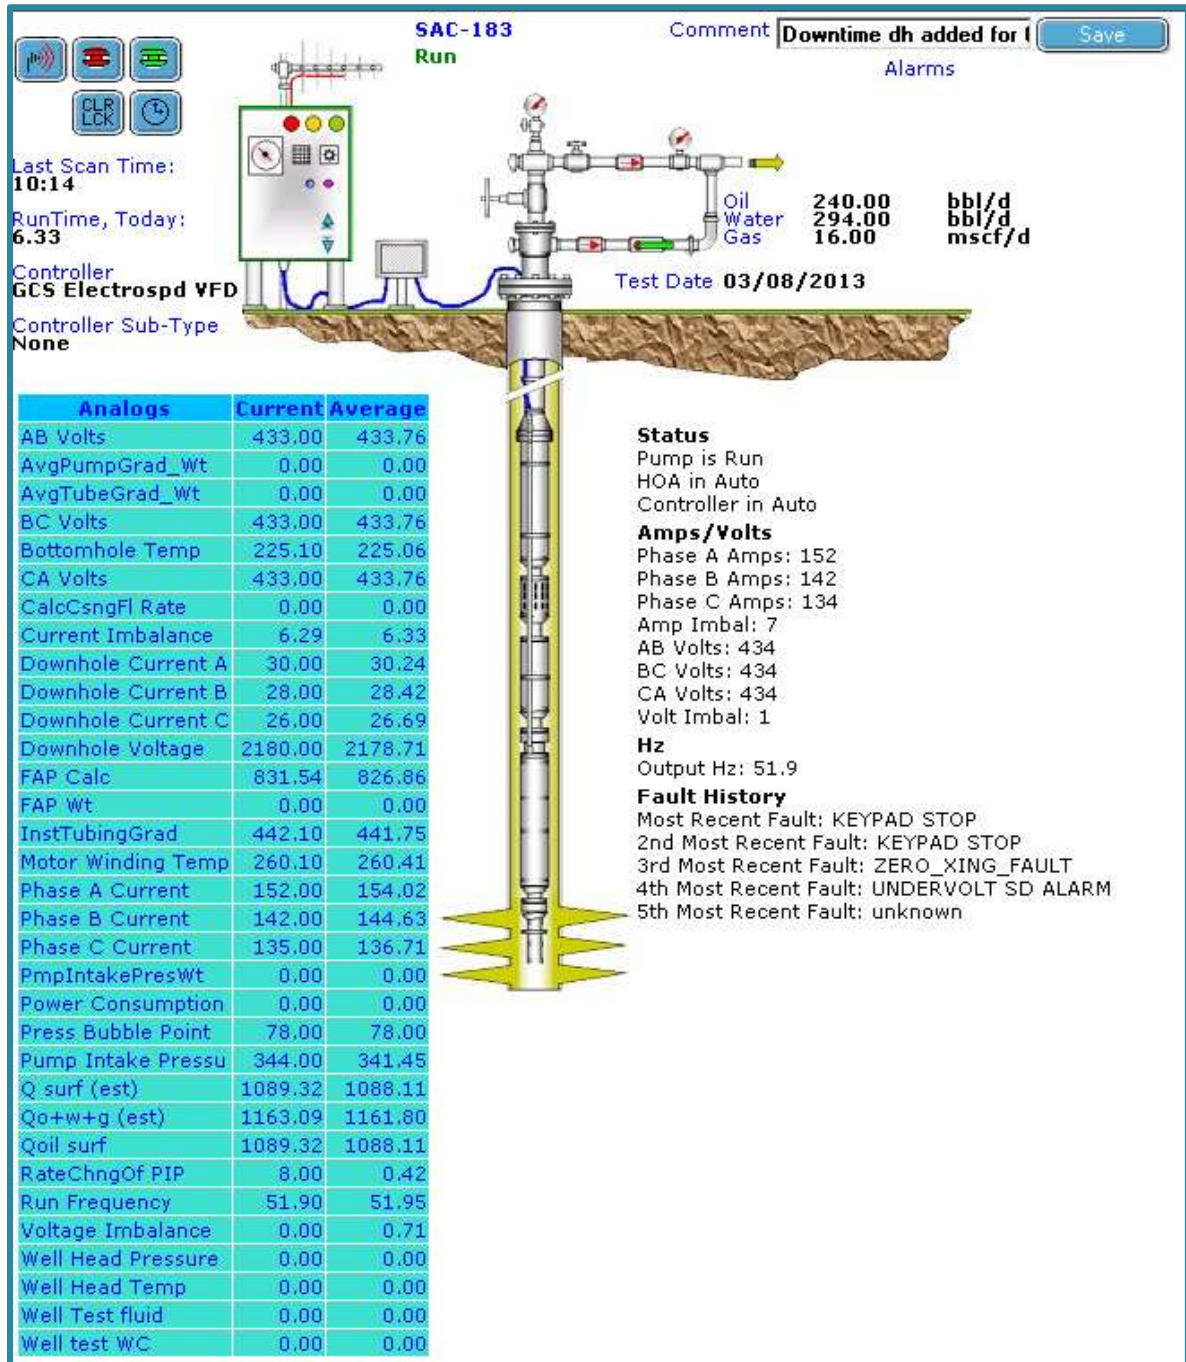 SAC-183
Run
Comment Downtime dh added for Save
Alarms
CLR
LCK
Last Scan Time:
10:14
RunTime, Today:
6.33
Controller
GCS Electrospd VFD
Controller Sub-Type
None
Oil 240.00 bbl/d
Water 294.00 bbl/d
Gas 16.00 mscf/d
Test Date 03/08/2013
Analogs Current Average
AB Volts 433.00 433.76
AvgPumpGrad_Wt 0.00 0.00
AvgTubeGrad_Wt 0.00 0.00
BC Volts 433.00 433.76
Bottomhole Temp 225.10 225.06
CA Volts 433.00 433.76
CalcCsngFl Rate 0.00 0.00
Current Imbalance 6.29 6.33
Downhole Current A 30.00 30.24
Downhole Current B 28.00 28.42
Downhole Current C 26.00 26.69
Downhole Voltage 2180.00 2178.71
FAP Calc 831.54 826.86
FAP Wt 0.00 0.00
InstTubingGrad 442.10 441.75
Motor Winding Temp 260.10 260.41
Phase A Current 152.00 154.02
Phase B Current 142.00 144.63
Phase C Current 135.00 136.71
PmpIntakePresWt 0.00 0.00
Power Consumption 0.00 0.00
Press Bubble Point 78.00 78.00
Pump Intake Pressu 344.00 341.45
Q surf (est) 1089.32 1088.11
Qo+w+g (est) 1163.09 1161.80
Qoil surf 1089.32 1088.11
RateChngOf PIP 8.00 0.42
Run Frequency 51.90 51.95
Voltage Imbalance 0.00 0.71
Well Head Pressure 0.00 0.00
Well Head Temp 0.00 0.00
Well Test fluid 0.00 0.00
Well test WC 0.00 0.00
Status
Pump is Run
HOA in Auto
Controller in Auto
Amps/Volts
Phase A Amps: 152
Phase B Amps: 142
Phase C Amps: 134
Amp Imbal: 7
AB Volts: 434
BC Volts: 434
CA Volts: 434
Volt Imbal: 1
Hz
Output Hz: 51.9
Fault History
Most Recent Fault: KEYPAD STOP
2nd Most Recent Fault: KEYPAD STOP
3rd Most Recent Fault: ZERO_XING_FAULT
4th Most Recent Fault: UNDERVOLT SD ALARM
5th Most Recent Fault: unknown